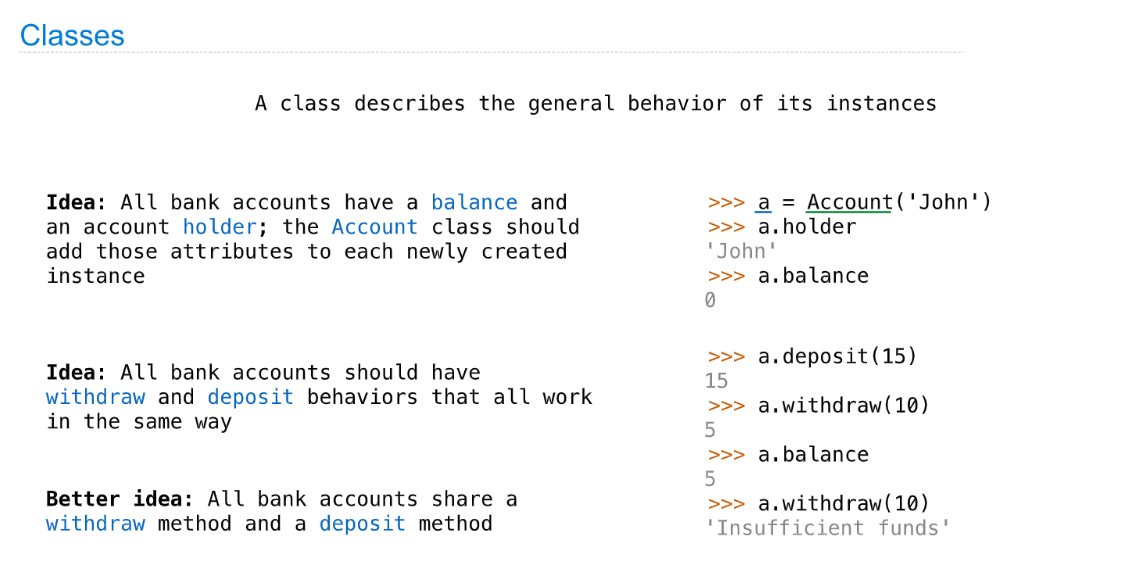 Classes
A class describes the general behavior of its instances
Idea: All bank accounts have a balance and
an account holder; the Account class should
add those attributes to each newly created
instance
>>> a = Account('John')
>>> a.holder
'John'
>>> a.balance
0
Idea: All bank accounts should have
withdraw and deposit behaviors that all work
in the same way
Better idea: All bank accounts share a
withdraw method and a deposit method
>>> a.deposit(15)
15
>>> a.withdraw(10)
5
>>> a.balance
5
>>> a.withdraw(10)
'Insufficient funds'